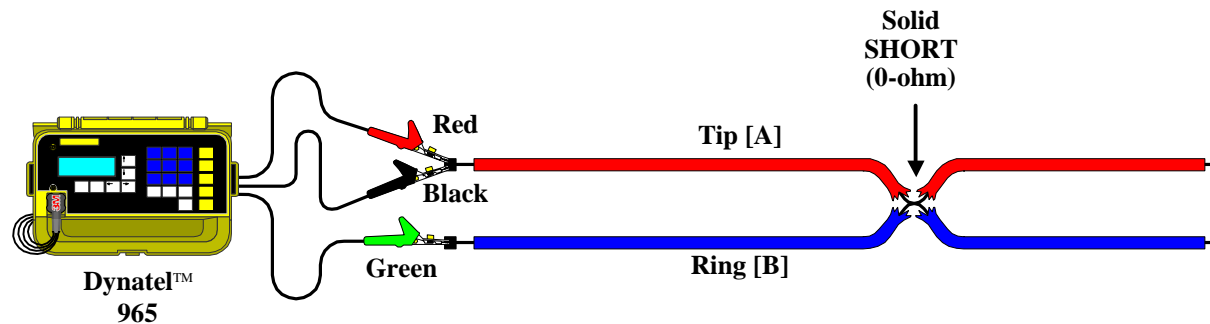 Solid
SHORT
(0-ohm)
Red
Tip [A]
Black
Green
Ring [B]
Dynatel™
965